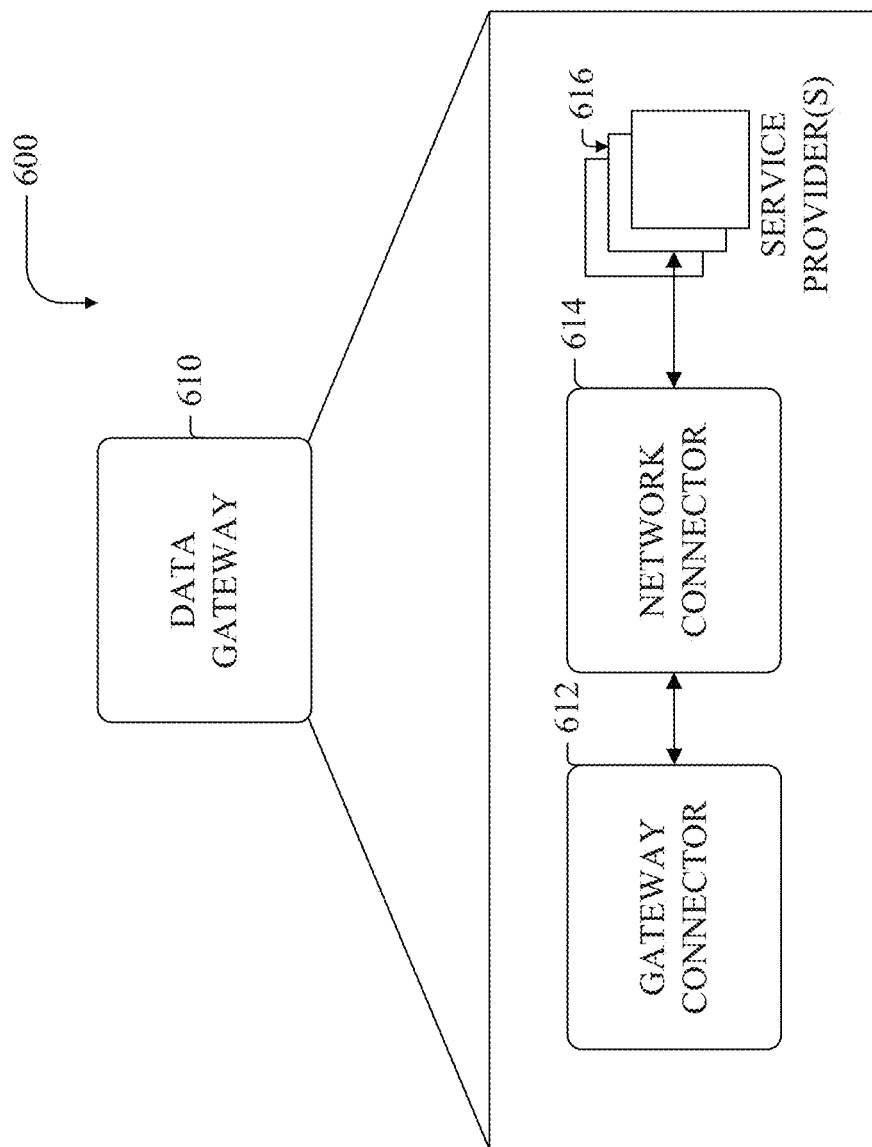 600
610
DATA
GATEWAY
612
GATEWAY
CONNECTOR
614
NETWORK
CONNECTOR
616
SERVICE
PROVIDER(S)